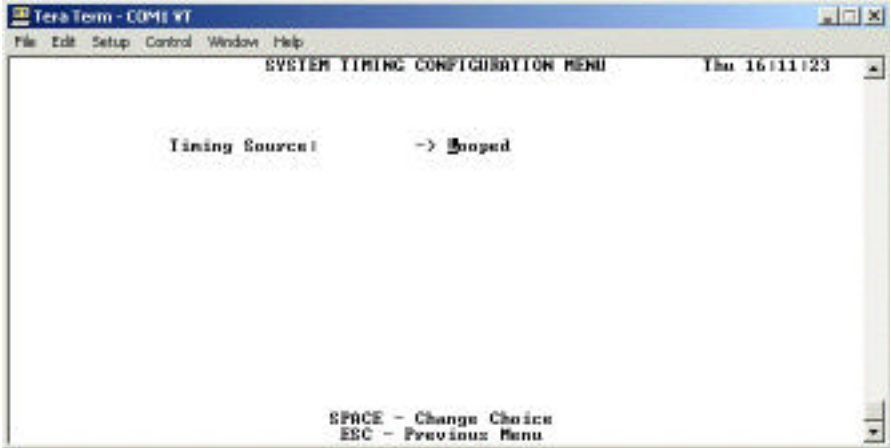 Tera Term - COM1 VT
File Edit Setup Control Window Help
SYSTEM TIMING CONFIGURATION MENU Thu 16:11:23
Timing Source: -> Looped
SPACE - Change Choice
ESC - Previous Menu